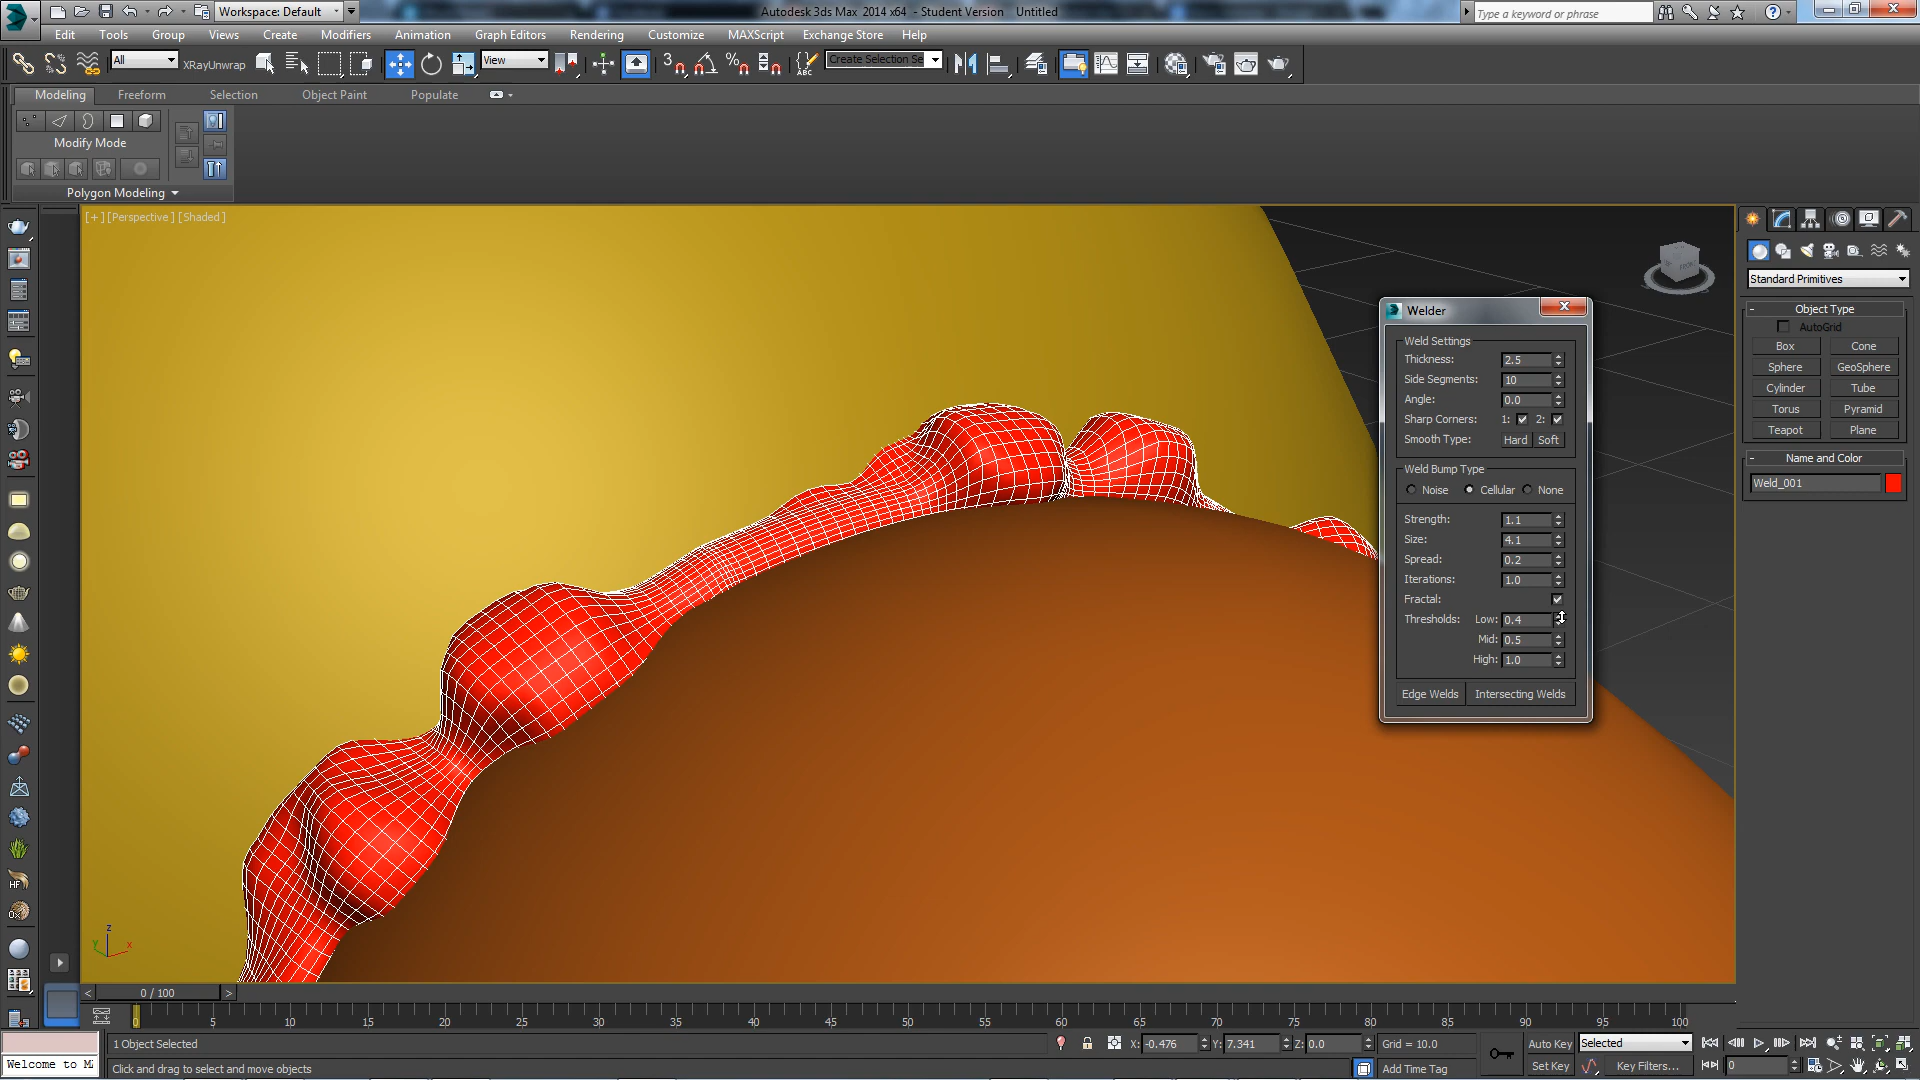 Workspace: Default
Autodesk 3ds Max 2014 x64 - Student Version Untitled
Type a keyword or phrase
Edit Tools Group Views Create Modifiers Animation Graph Editors Rendering Customize MAXScript Exchange Store Help
All
XRayUnwrap
View
3
ABC
Create Selection Se
Modeling Freeform Selection Object Paint Populate
Modify Mode
Polygon Modeling
[+] [Perspective] [Shaded]
Standard Primitives
Object Type
AutoGrid
Box Cone
Sphere GeoSphere
Cylinder Tube
Torus Pyramid
Teapot Plane
Name and Color
Weld_001
Welder
Weld Settings
Thickness: 2.5
Side Segments: 10
Angle: 0.0
Sharp Corners: 1: 2:
Smooth Type: Hard Soft
Weld Bump Type
Noise Cellular None
Strength: 1.1
Size: 4.1
Spread: 0.2
Iterations: 1.0
Fractal:
Thresholds: Low: 0.4
Mid: 0.5
High: 1.0
Edge Welds Intersecting Welds
HF
Ox
z
y x
< 0 / 100 >
0 5 10 15 20 25 30 35 40 45 50 55 60 65 70 75 80 85 90 95 100
1 Object Selected X: -0.476 Y: 7.341 Z: 0.0 Grid = 10.0 Auto Key Selected
Welcome to M
Click and drag to select and move objects Add Time Tag Set Key Key Filters... 0